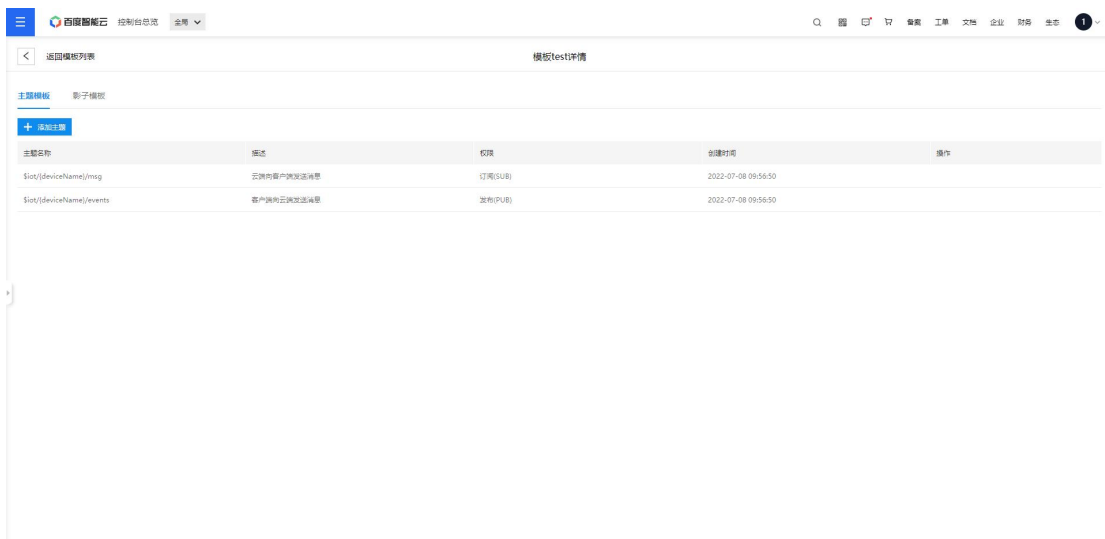 百度智能云 控制台总览 全局 备案 工单 文档 企业 财务 生态 1
返回模板列表 模板test详情
主题模板 影子模板
添加主题
主题名称 描述 权限 创建时间 操作
$iot/{deviceName}/msg 云端向客户端发送消息 订阅(SUB) 2022-07-08 09:56:50
$iot/{deviceName}/events 客户端向云端发送消息 发布(PUB) 2022-07-08 09:56:50